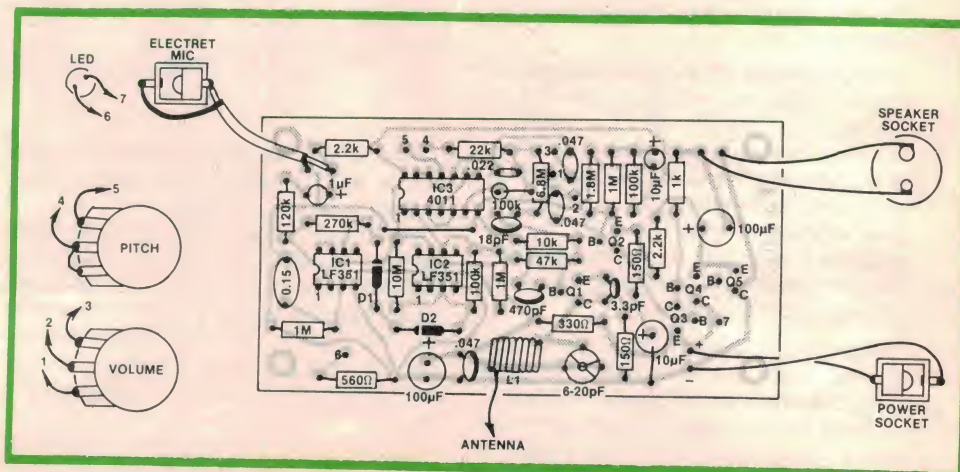 LED
7
6
ELECTRET
MIC
SPEAKER
SOCKET
2.2k
5
4
22k
.022
3
.047
6.8M
1
1.8M
1M
100k
10µF
1k
120k
1µF
+
IC3
4011
1
100k
2
.047
+
100µF
270k
18pF
E
B
Q2
C
150Ω
2.2k
5
4
PITCH
0.15
IC1
LF351
1
D1
10M
IC2
LF351
1
100k
1M
10k
47k
B
Q1
E
C
470pF
3.3pF
E
B
Q4
C
C
B
Q5
E
C
Q3
B
7
E
3
2
1
VOLUME
1M
D2
330Ω
6
560Ω
+
100µF
.047
L1
6-20pF
150Ω
+
10µF
+
–
ANTENNA
POWER
SOCKET